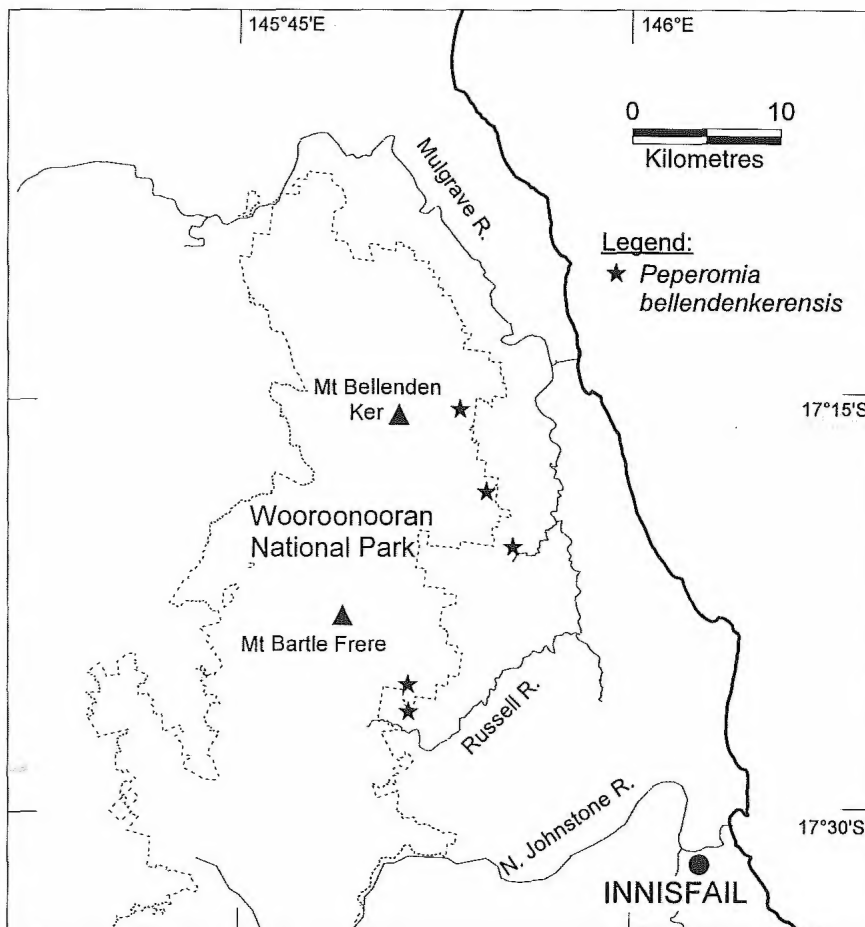 145°45'E
146°E
0 10
Kilometres
Mulgrave R.
Legend:
★ Peperomia
bellendenkerensis
Mt Bellenden
Ker
17°15'S
Wooroonooran
National Park
Mt Bartle Frere
Russell R.
N. Johnstone R.
17°30'S
INNISFAIL